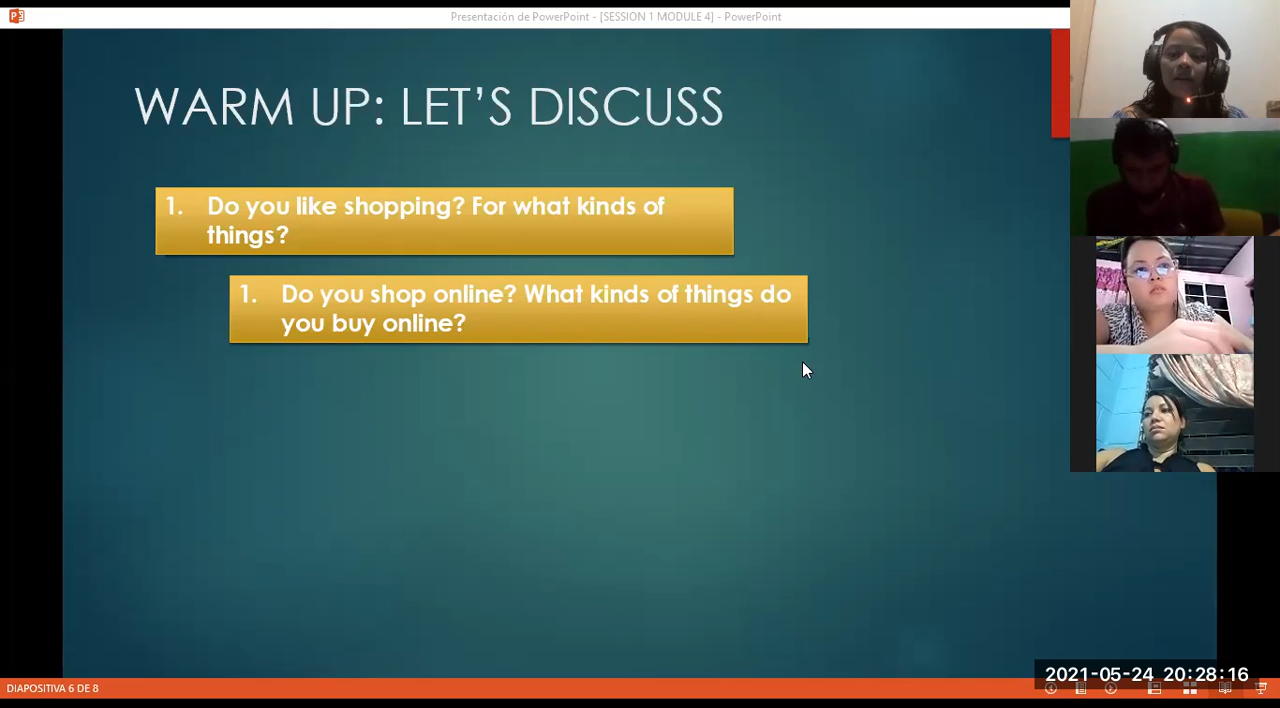 Presentación de PowerPoint - [SESSION 1 MODULE 4] - PowerPoint
WARM UP: LET'S DISCUSS
1. Do you like shopping? For what kinds of
things?
1. Do you shop online? What kinds of things do
you buy online?
2021-05-24 20:28:16
DIAPOSITIVA 6 DE 8